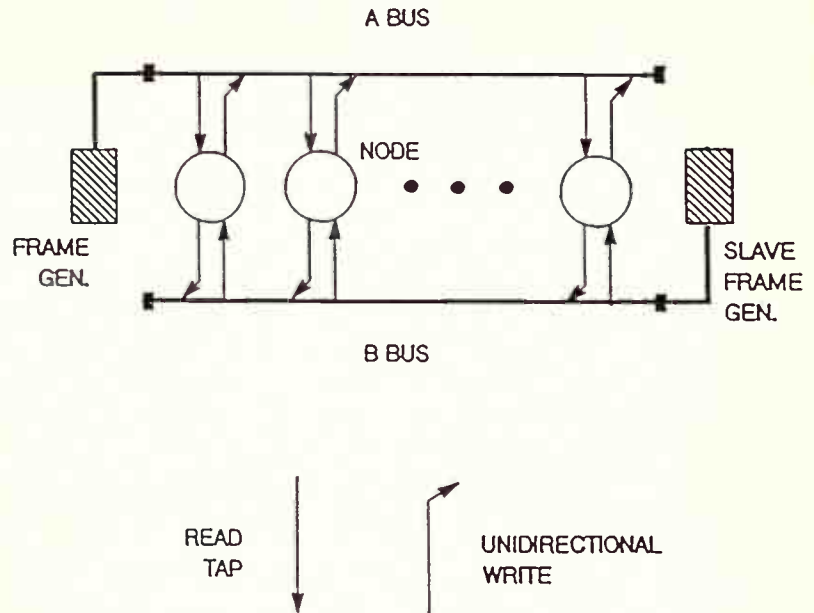 A BUS
NODE
FRAME
GEN.
SLAVE
FRAME
GEN.
B BUS
READ
TAP
UNIDIRECTIONAL
WRITE